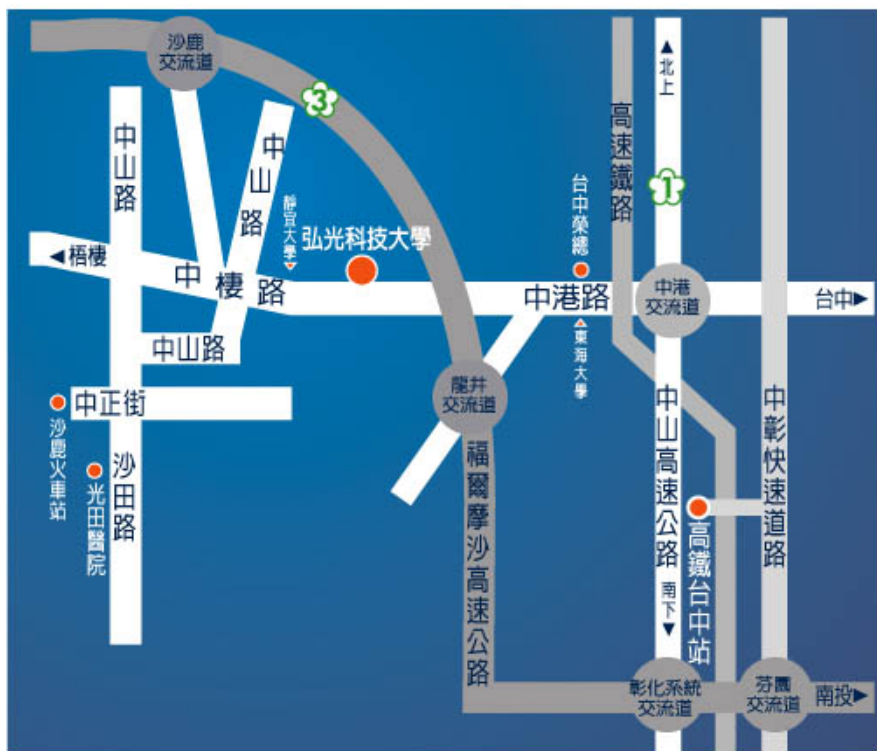 沙鹿
交流道
3
北上
高速鐵路
1
中山路
中山路
靜宜大學
弘光科技大學
台中榮總
梧棲
中棲路
中港路
中港
交流道
台中
東海大學
中山路
龍井
交流道
中正街
沙鹿火車站
光田醫院
沙田路
福爾摩沙高速公路
中山高速公路
南下
高鐵台中站
中彰快速道路
彰化系統
交流道
芬園
交流道
南投